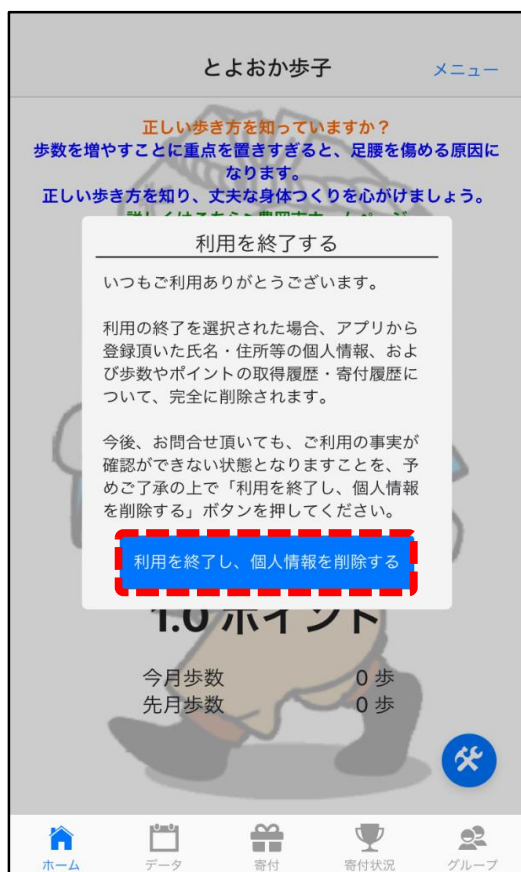 とよおか歩子
メニュー
正しい歩き方を知っていますか？
歩数を増やすことに重点を置きすぎると、足腰を傷める原因に
なります。
正しい歩き方を知り、丈夫な身体つくりを心がけましょう。
利用を終了する
いつもご利用ありがとうございます。
利用の終了を選択された場合、アプリから
登録頂いた氏名・住所等の個人情報、およ
び歩数やポイントの取得履歴・寄付履歴に
ついて、完全に削除されます。
今後、お問合せ頂いても、ご利用の事実が
確認ができない状態となりますことを、予
めご了承の上で「利用を終了し、個人情報
を削除する」ボタンを押してください。
利用を終了し、個人情報を削除する
1.0 ポイント
今月歩数 0 歩
先月歩数 0 歩
ホーム データ 寄付 寄付状況 グループ